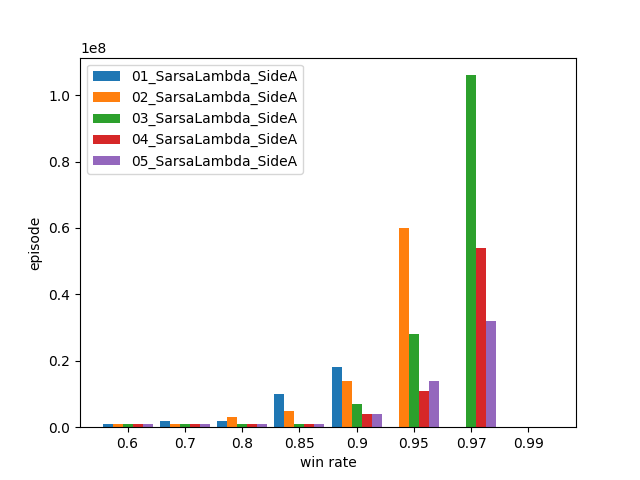 1e8
01_SarsaLambda_SideA
02_SarsaLambda_SideA
03_SarsaLambda_SideA
04_SarsaLambda_SideA
05_SarsaLambda_SideA
1.0
0.8
0.6
0.4
0.2
0.0
episode
0.6 0.7 0.8 0.85 0.9 0.95 0.97 0.99
win rate